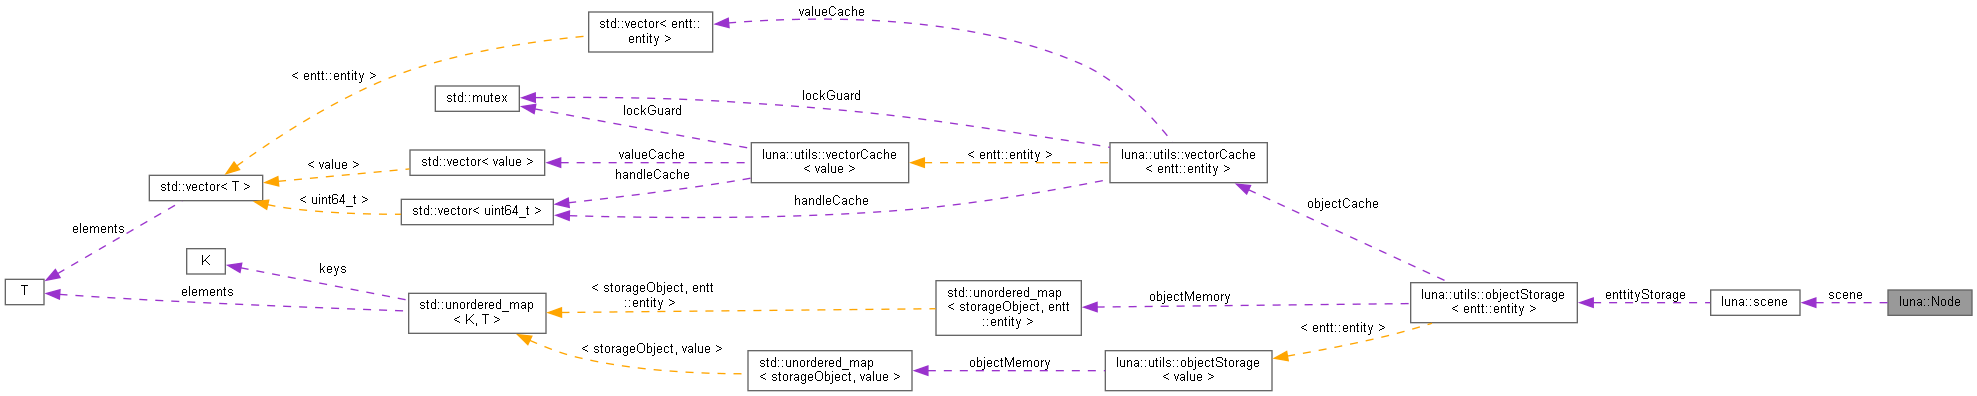 valueCache
std::vector< entt::
entity >
< entt::entity >
std::mutex
lockGuard
lockGuard
luna::utils::vectorCache
< value >
< entt::entity >
luna::utils::vectorCache
< entt::entity >
< value >
std::vector< value >
valueCache
handleCache
std::vector< T >
< uint64_t >
std::vector< uint64_t >
handleCache
objectCache
elements
K
keys
T
elements
std::unordered_map
< K, T >
< storageObject, entt
::entity >
std::unordered_map
< storageObject, entt
::entity >
objectMemory
luna::utils::objectStorage
< entt::entity >
enttityStorage
luna::scene
scene
luna::Node
< entt::entity >
< storageObject, value >
std::unordered_map
< storageObject, value >
objectMemory
luna::utils::objectStorage
< value >